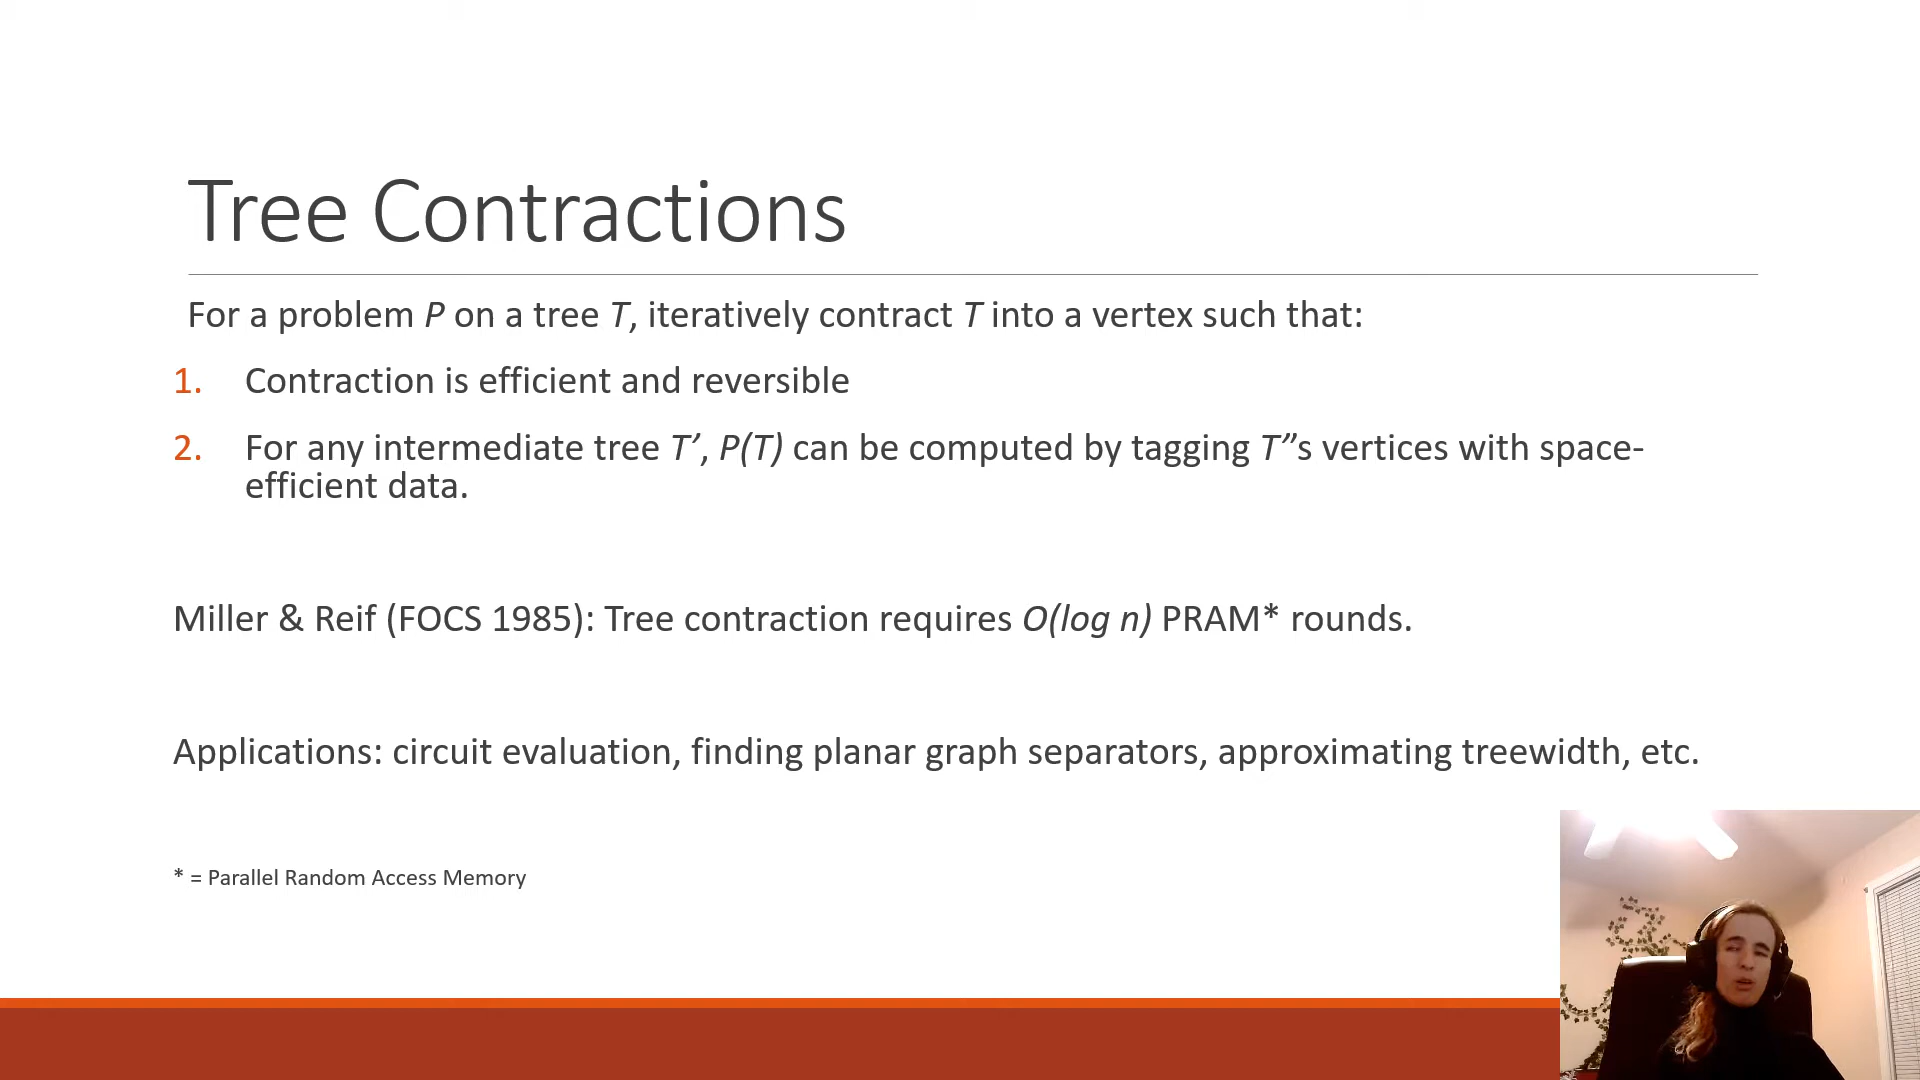 Tree Contractions
For a problem P on a tree T, iteratively contract T into a vertex such that:
1. Contraction is efficient and reversible
2. For any intermediate tree T’, P(T) can be computed by tagging T’’s vertices with space-
efficient data.
Miller & Reif (FOCS 1985): Tree contraction requires O(log n) PRAM* rounds.
Applications: circuit evaluation, finding planar graph separators, approximating treewidth, etc.
* = Parallel Random Access Memory